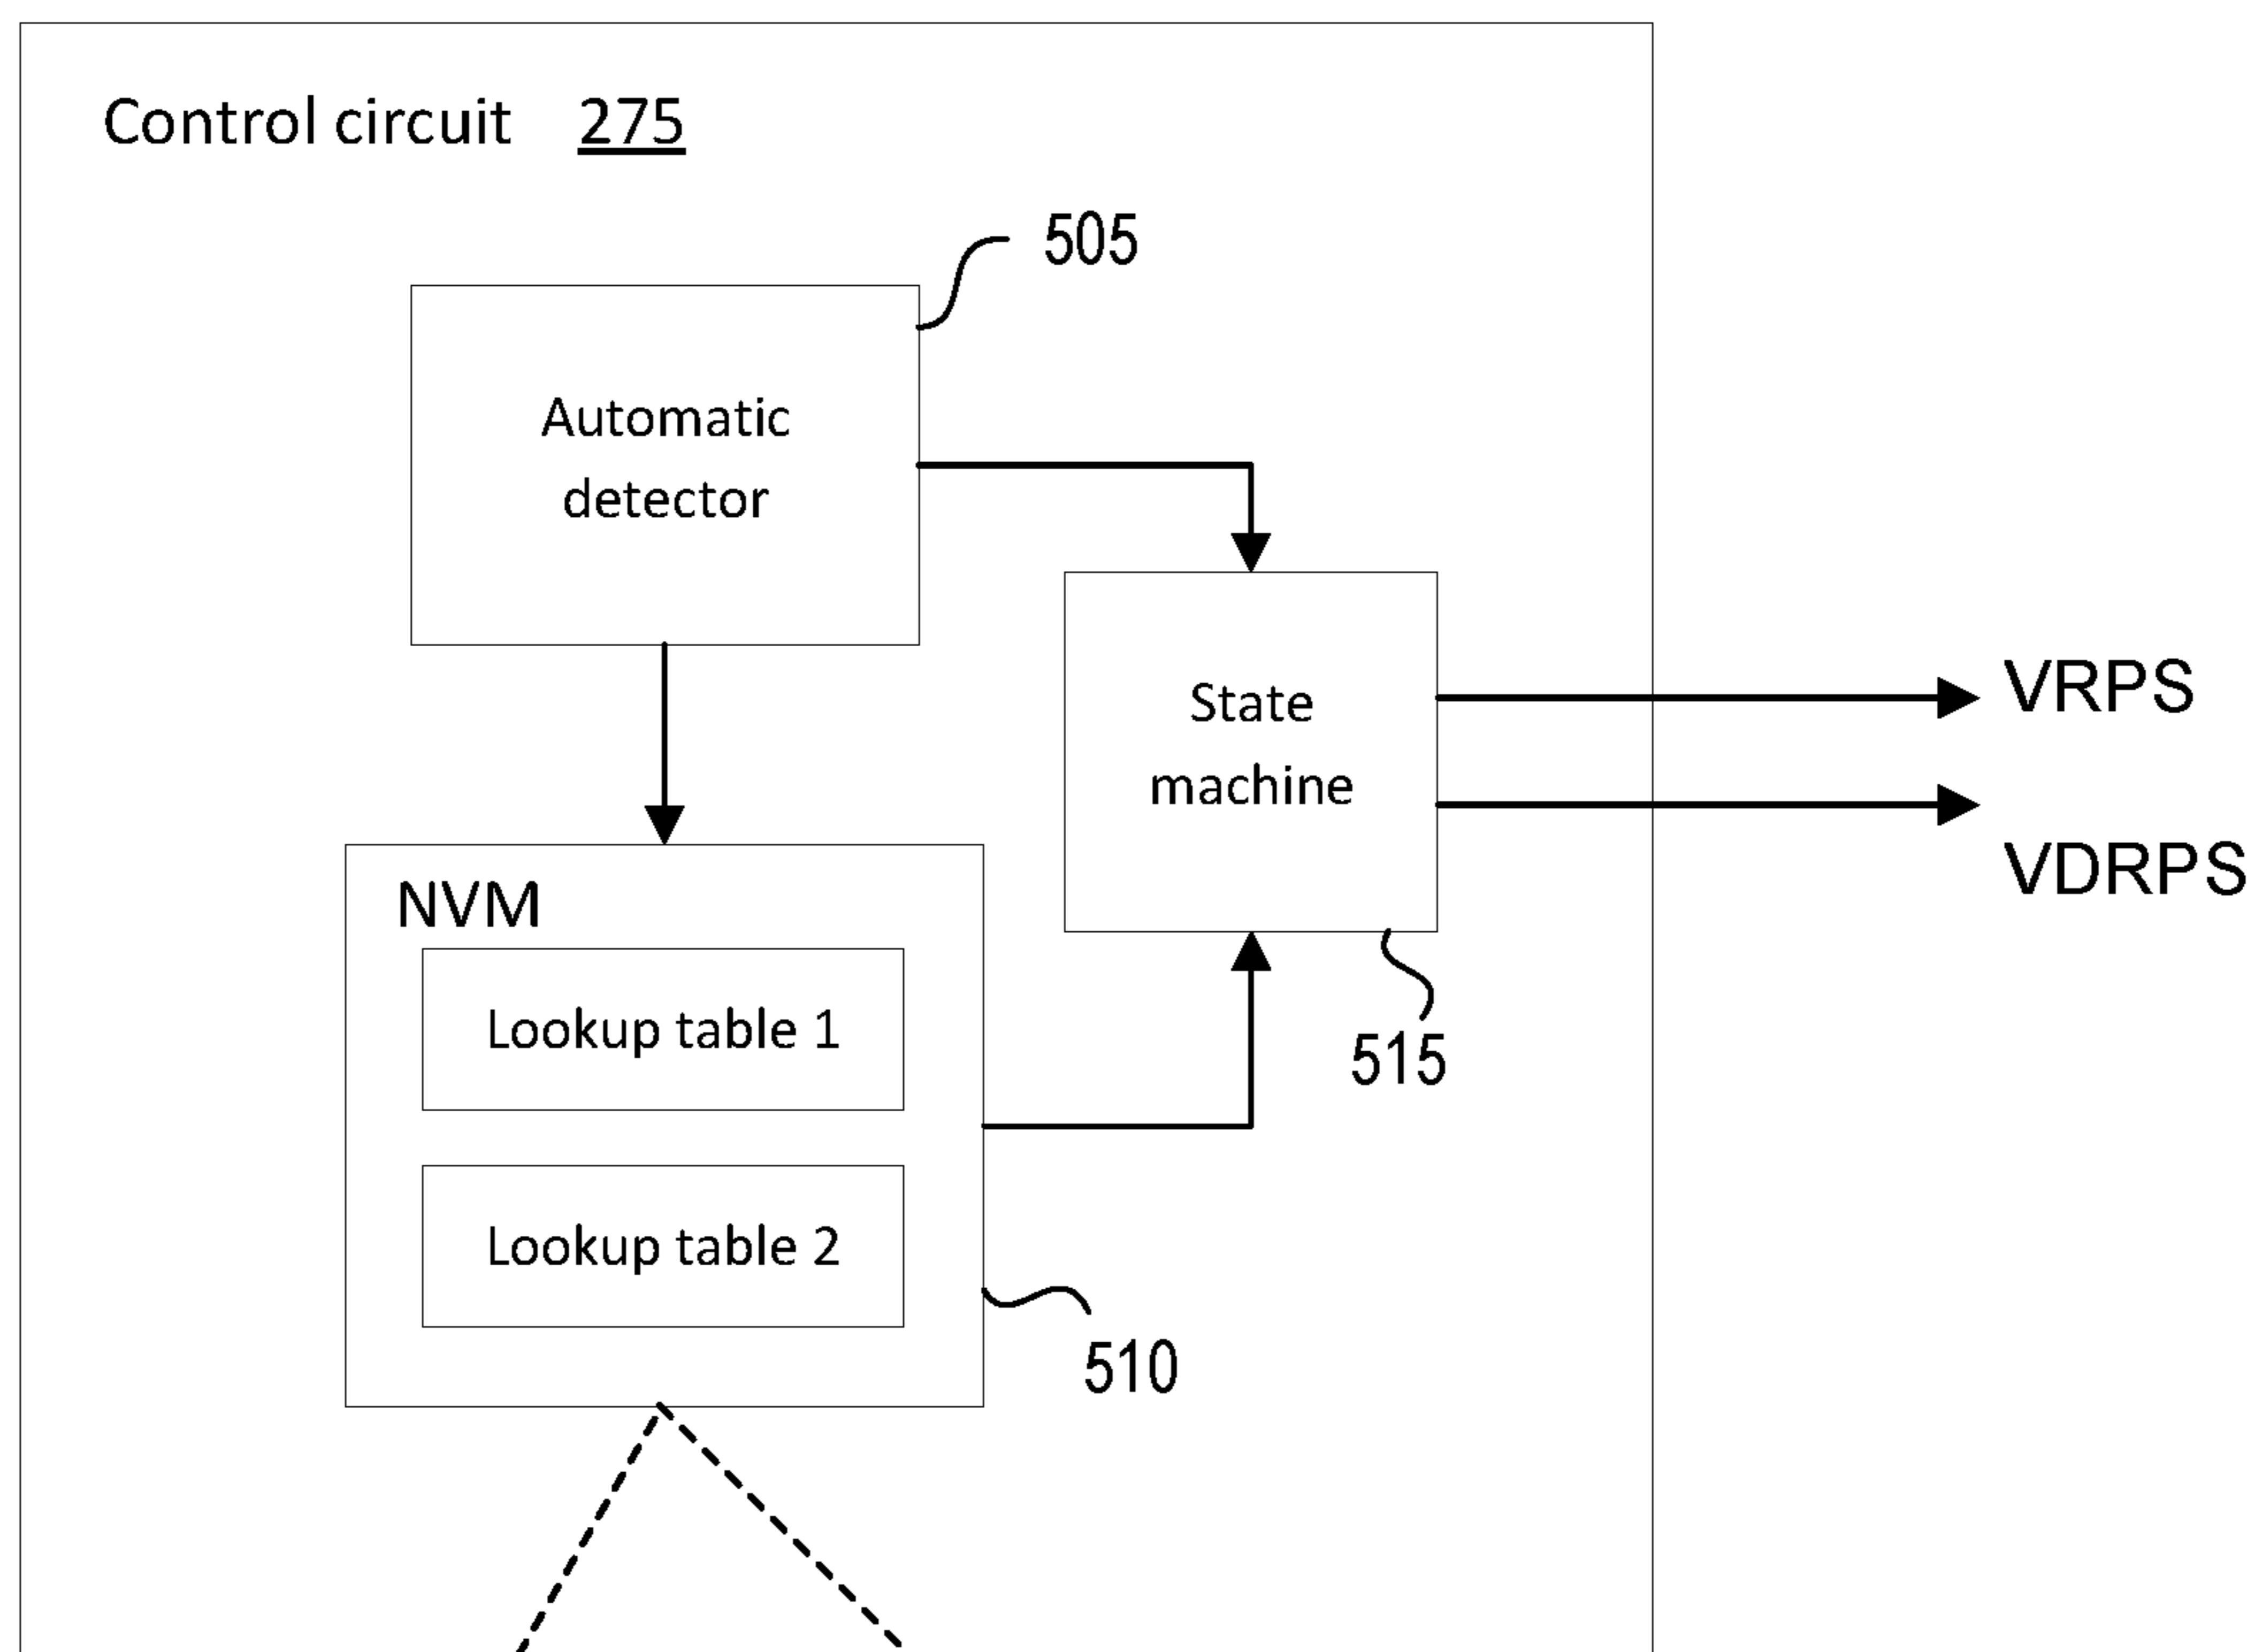 Control circuit 275
505
Automatic
detector
State
machine
VRPS
VDRPS
NVM
Lookup table 1
515
Lookup table 2
510